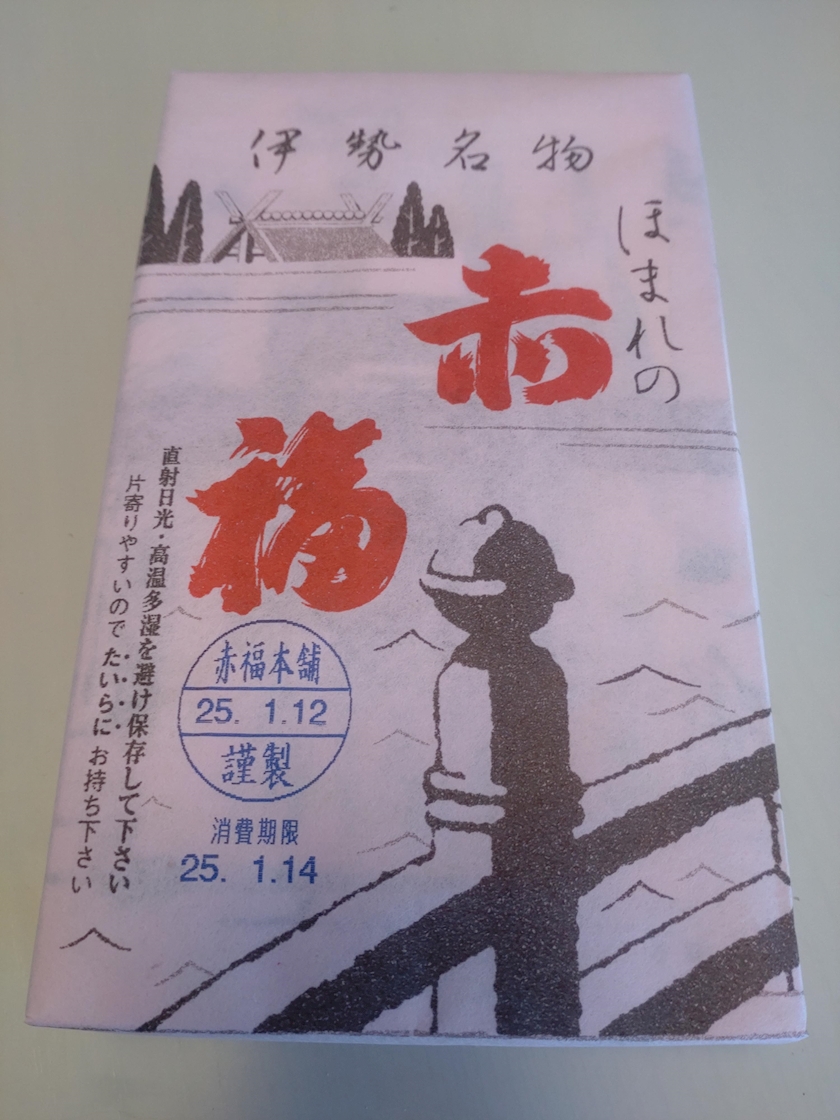 伊勢名物
ほまれの
赤
福
直射日光・高温多湿を避け保存して下さい
片寄りやすいのでたいらにお持ち下さい
赤福本舗
25. 1.12
謹製
消費期限
25. 1.14